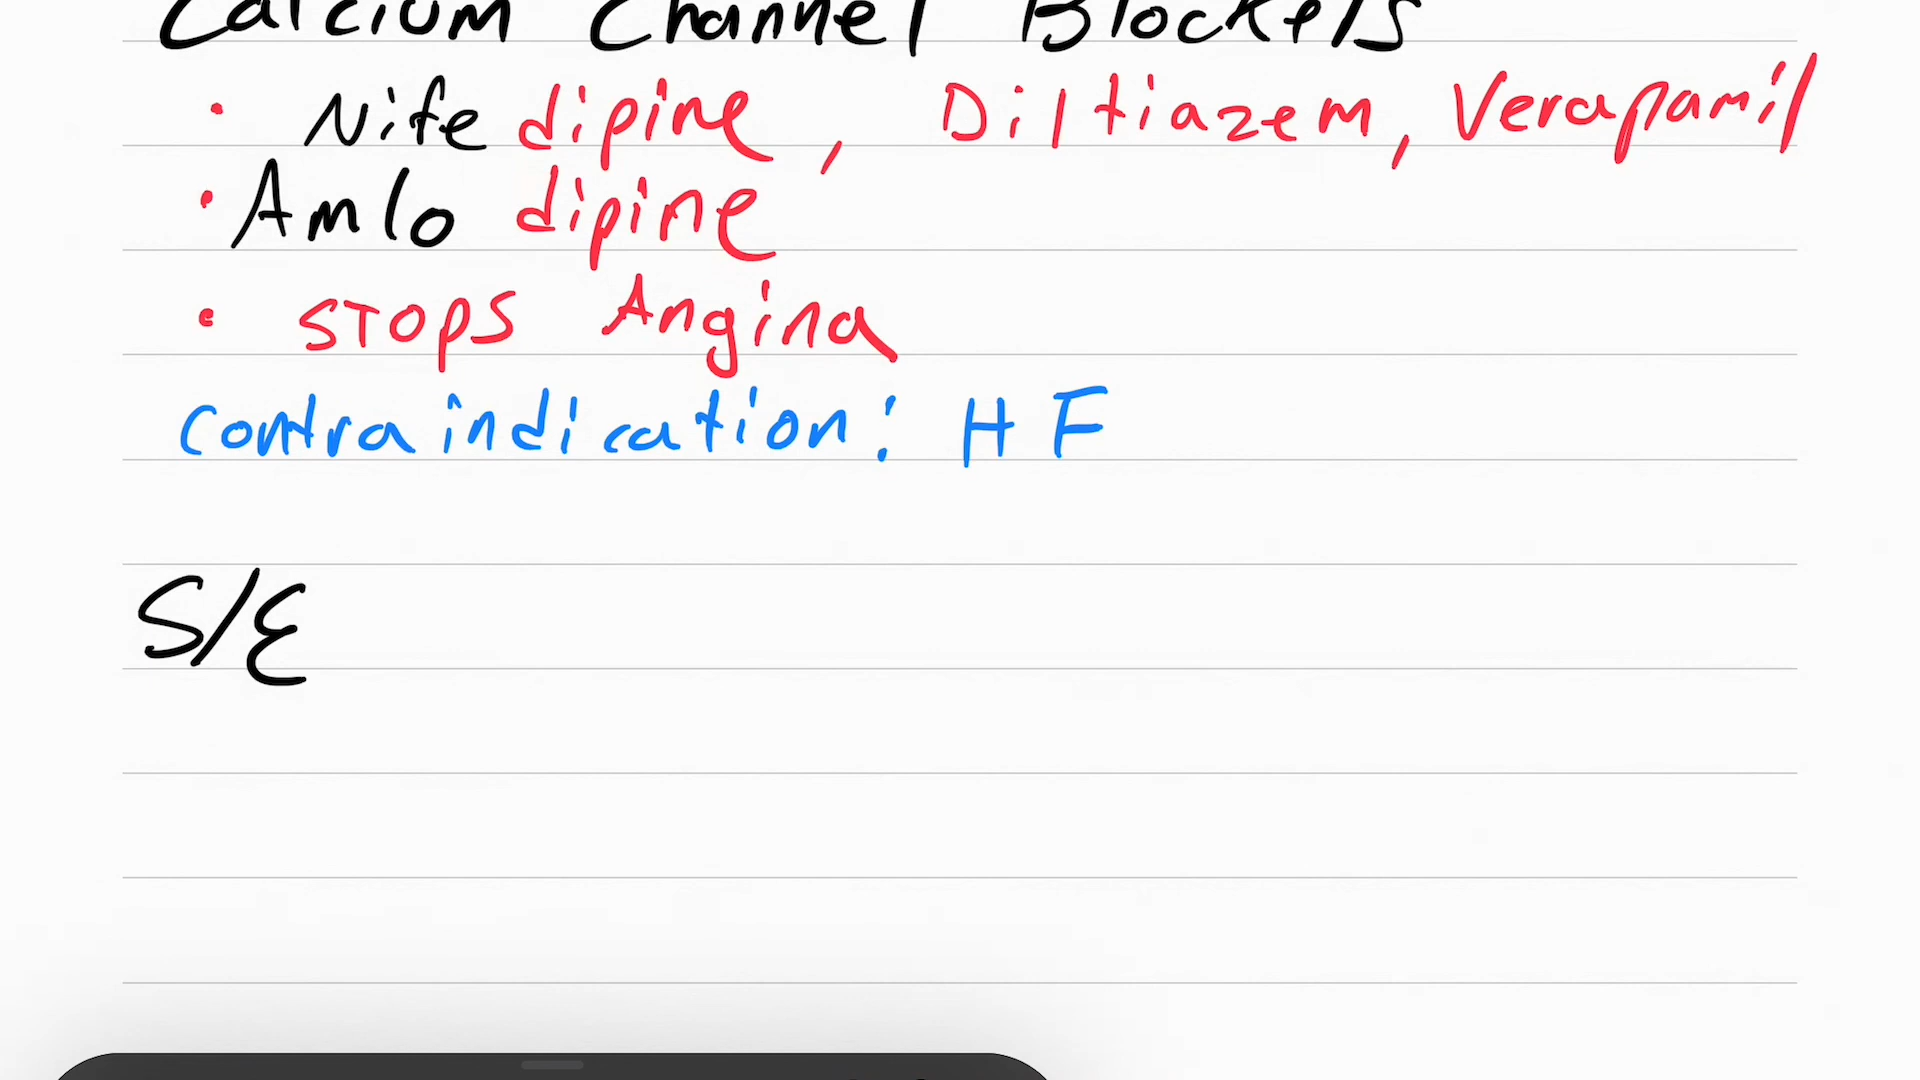 Calcium Channel Blockers
• Nifedipine, Diltiazem, Verapamil
• Amlodipine
• STOPS Angina
contraindication: HF
S/E